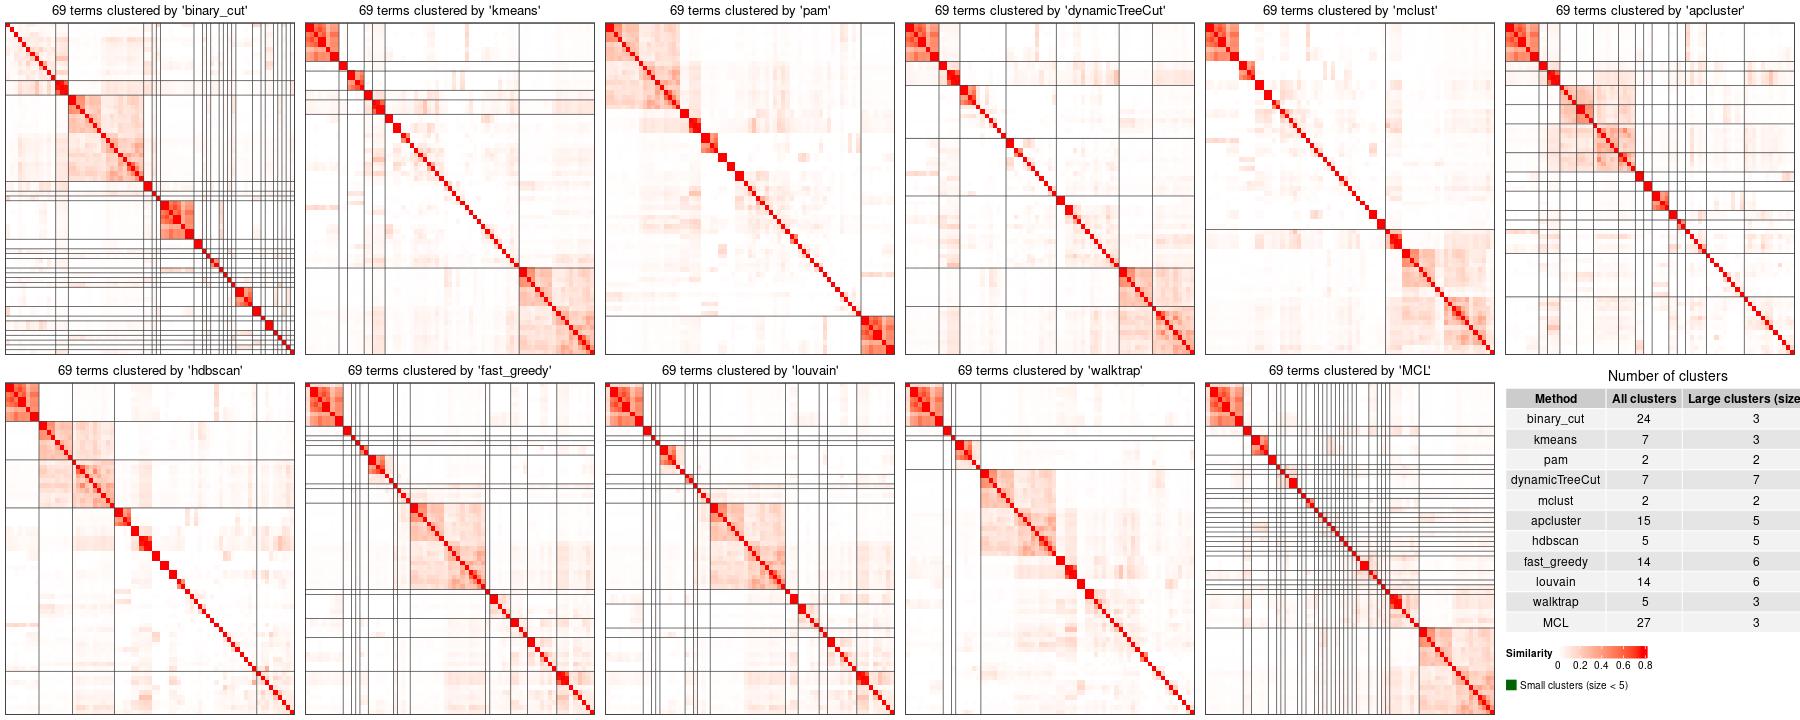 69 terms clustered by 'binary_cut'
69 terms clustered by 'kmeans'
69 terms clustered by 'pam'
69 terms clustered by 'dynamicTreeCut'
69 terms clustered by 'mclust'
69 terms clustered by 'apcluster'
69 terms clustered by 'hdbscan'
69 terms clustered by 'fast_greedy'
69 terms clustered by 'louvain'
69 terms clustered by 'walktrap'
69 terms clustered by 'MCL'
Number of clusters
Method All clusters Large clusters (size
binary_cut 24 3
kmeans 7 3
pam 2 2
dynamicTreeCut 7 7
mclust 2 2
apcluster 15 5
hdbscan 5 5
fast_greedy 14 6
louvain 14 6
walktrap 5 3
MCL 27 3
Similarity
0 0.2 0.4 0.6 0.8
Small clusters (size < 5)